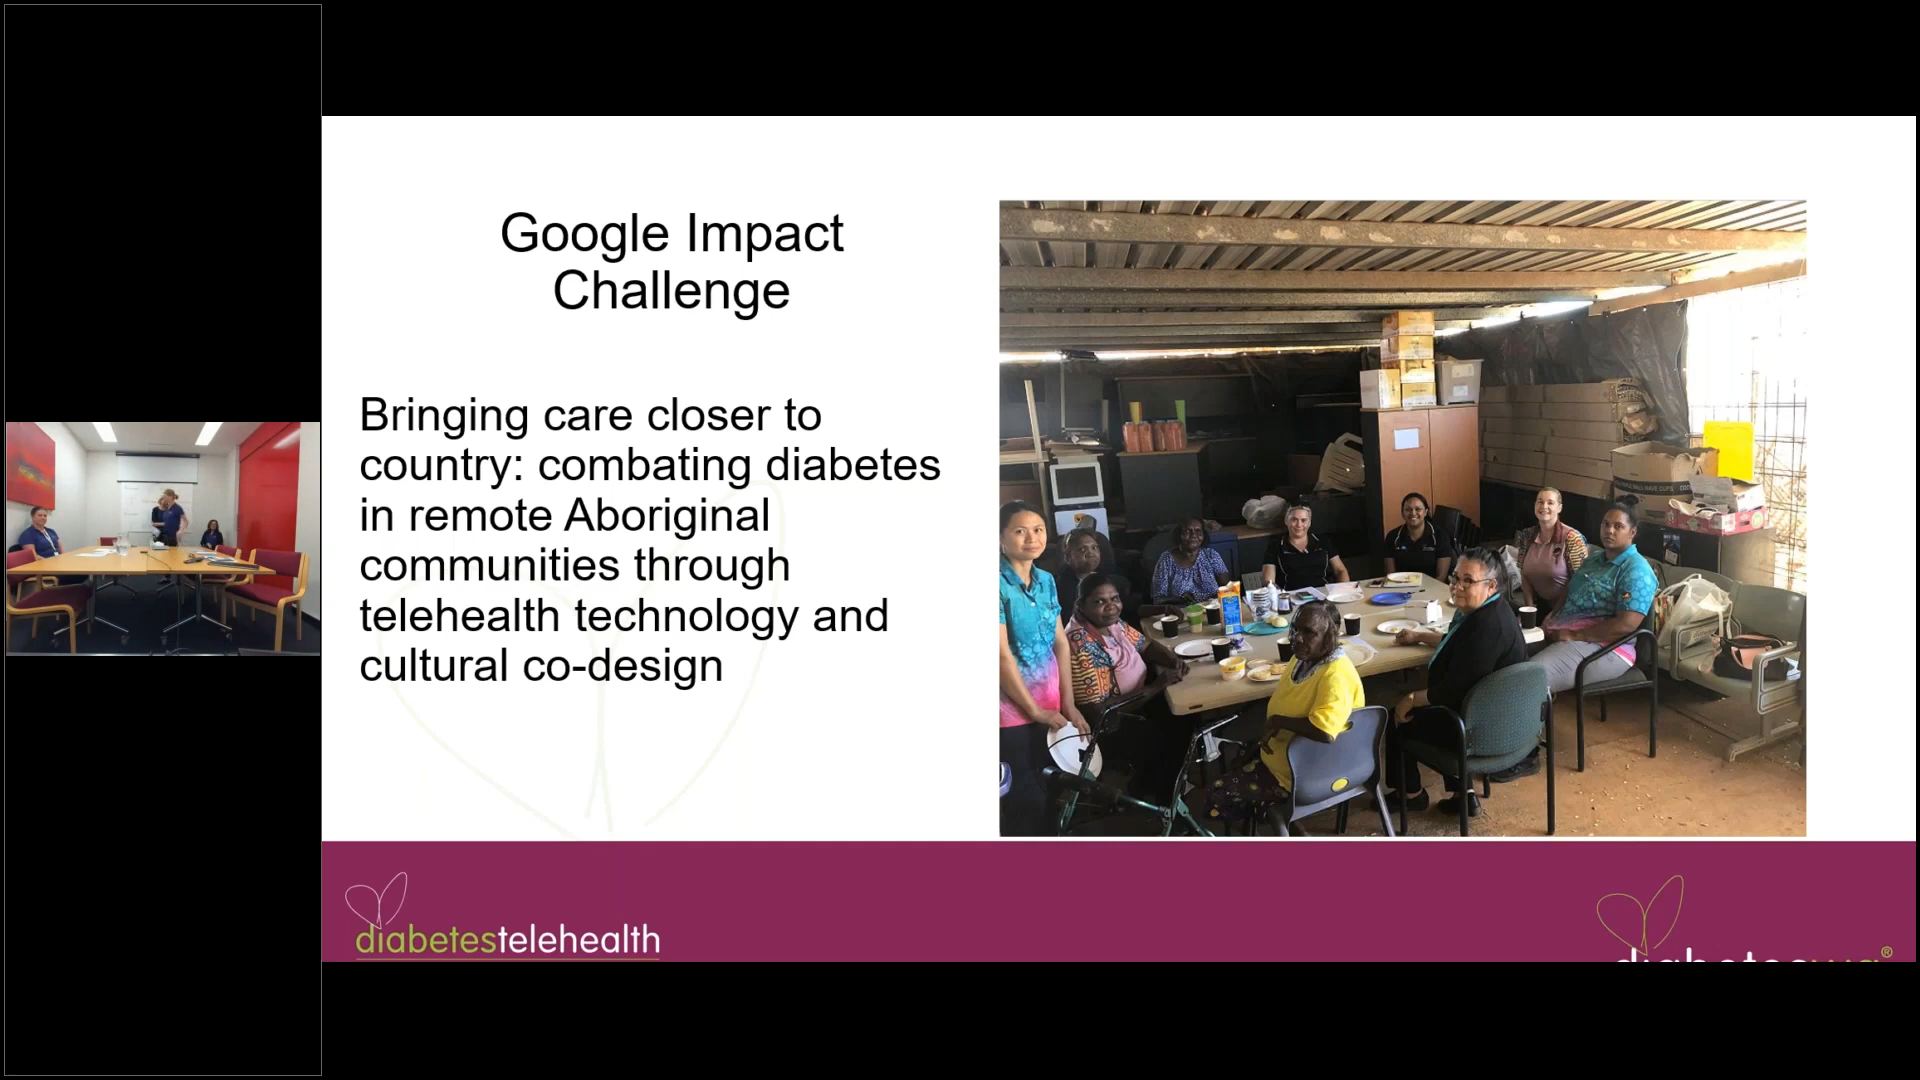 Google Impact
Challenge
Bringing care closer to
country: combating diabetes
in remote Aboriginal
communities through
telehealth technology and
cultural co-design
diabetestelehealth